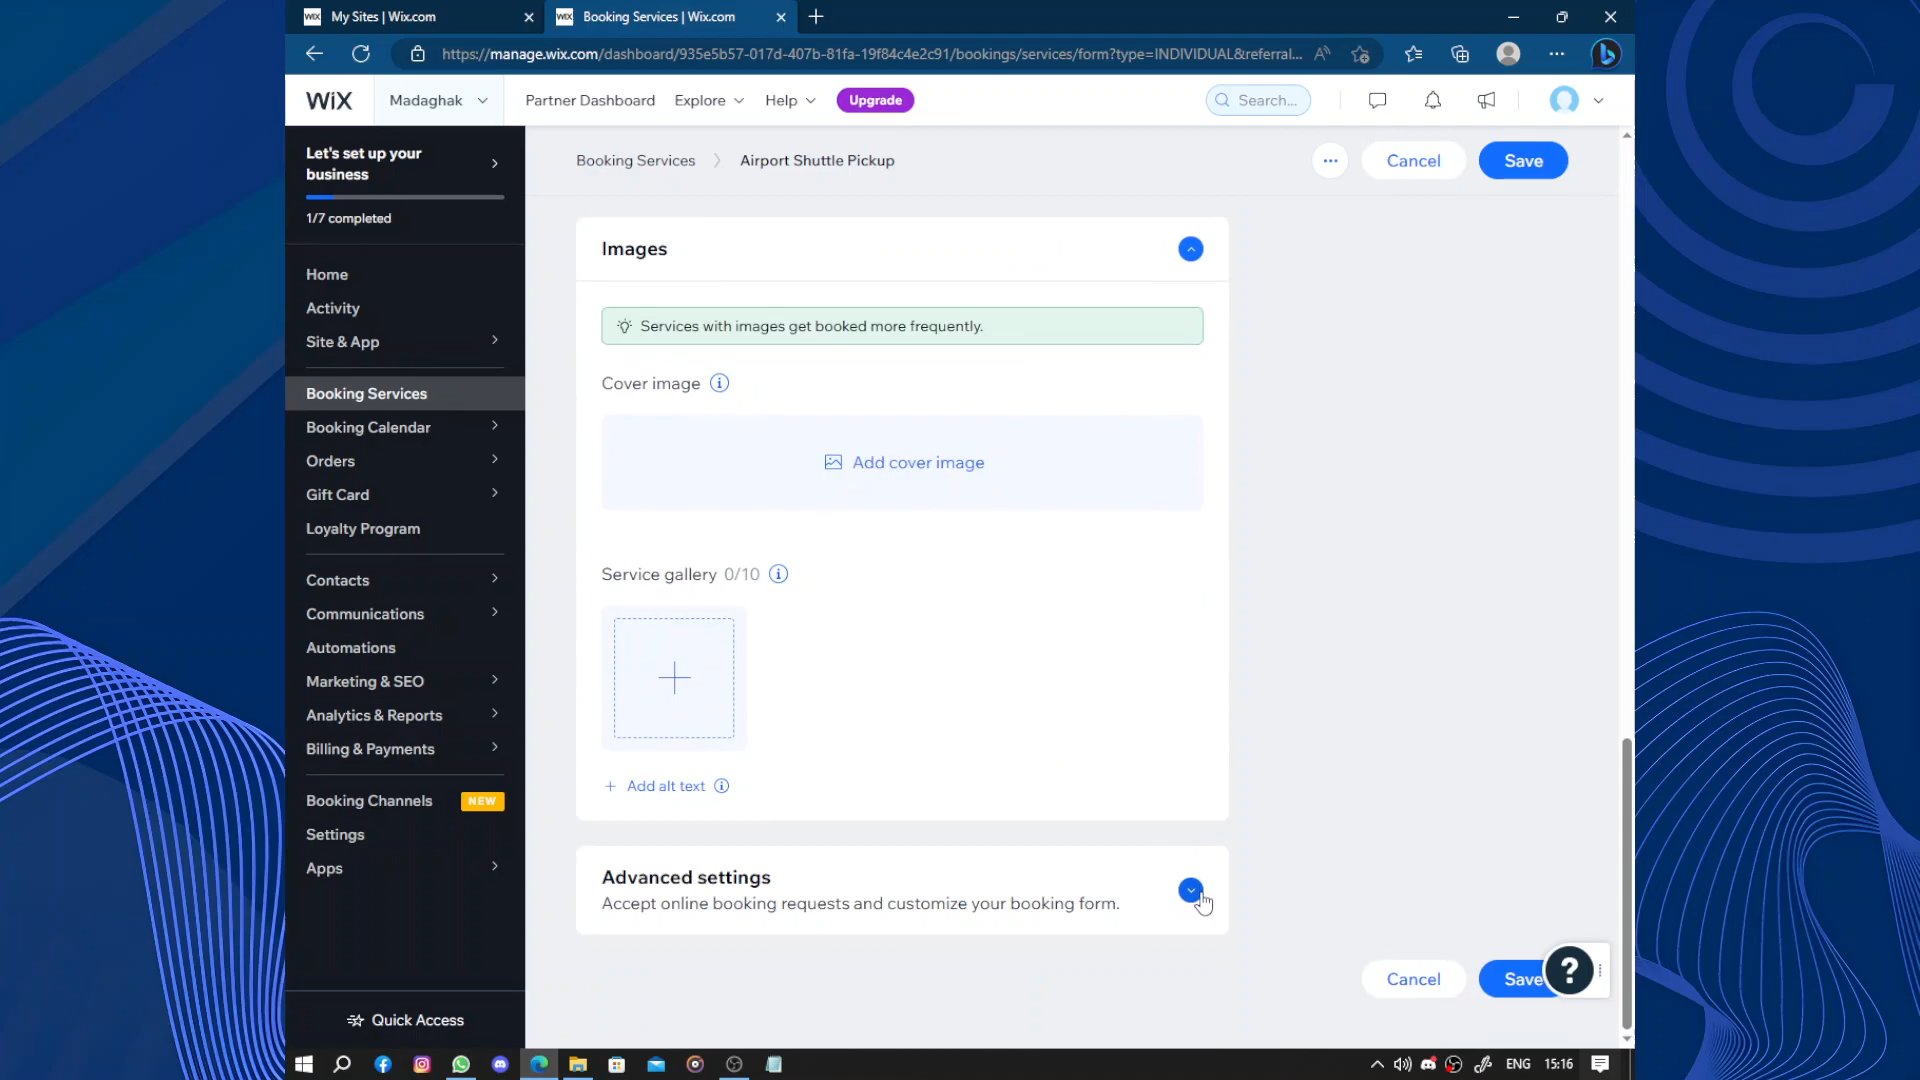 WiX My Sites | Wix.com
WiX Booking Services | Wix.com
https://manage.wix.com/dashboard/935e5b57-017d-407b-81fa-19f84c4e2c91/bookings/services/form?type=INDIVIDUAL&referral...
WiX
Madaghak
Partner Dashboard
Explore
Help
Upgrade
Search...
Let's set up your
business
1/7 completed
Home
Activity
Site & App
Booking Services
Booking Calendar
Orders
Gift Card
Loyalty Program
Contacts
Communications
Automations
Marketing & SEO
Analytics & Reports
Billing & Payments
Booking Channels NEW
Settings
Apps
Quick Access
Booking Services
Airport Shuttle Pickup
Cancel
Save
Images
Services with images get booked more frequently.
Cover image
Add cover image
Service gallery 0/10
Add alt text
Advanced settings
Accept online booking requests and customize your booking form.
Cancel
Save
?
ENG
15:16